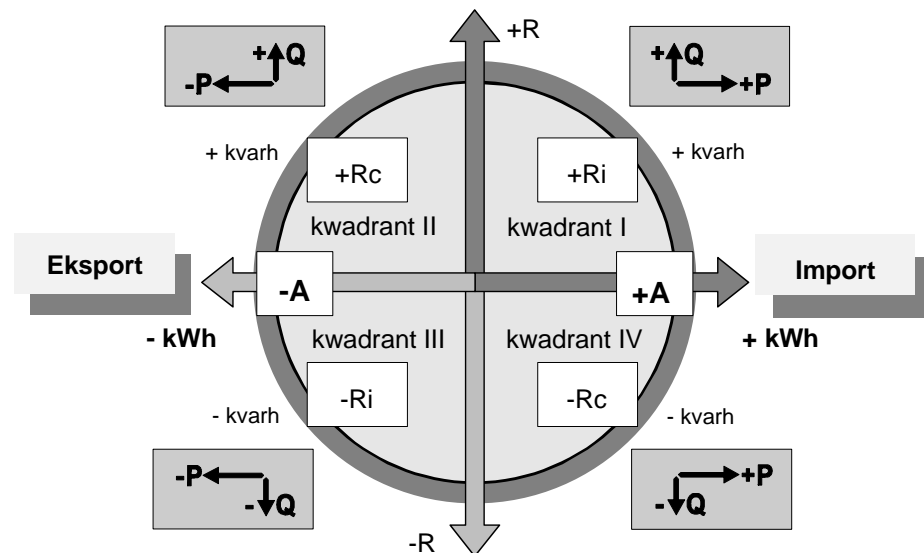 +R
+Q
-P
+Q
+P
+ kvarh
+Rc
+Ri
+ kvarh
kwadrant II
kwadrant I
Eksport
-A
+A
Import
- kWh
kwadrant III
kwadrant IV
+ kWh
- kvarh
-Ri
-Rc
- kvarh
-P
-Q
+P
-Q
-R